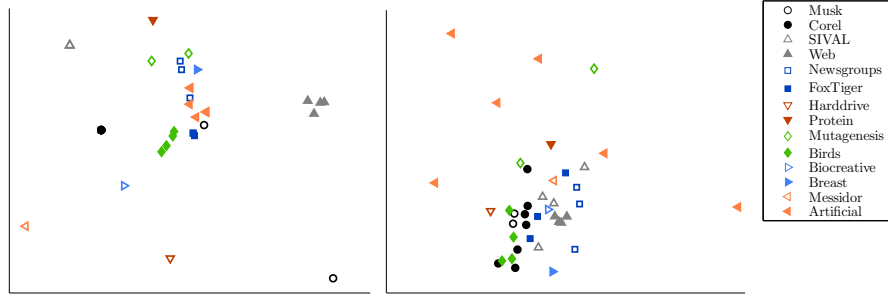 Musk
Corel
SIVAL
Web
Newsgroups
FoxTiger
Harddrive
Protein
Mutagenesis
Birds
Biocreative
Breast
Messidor
Artificial